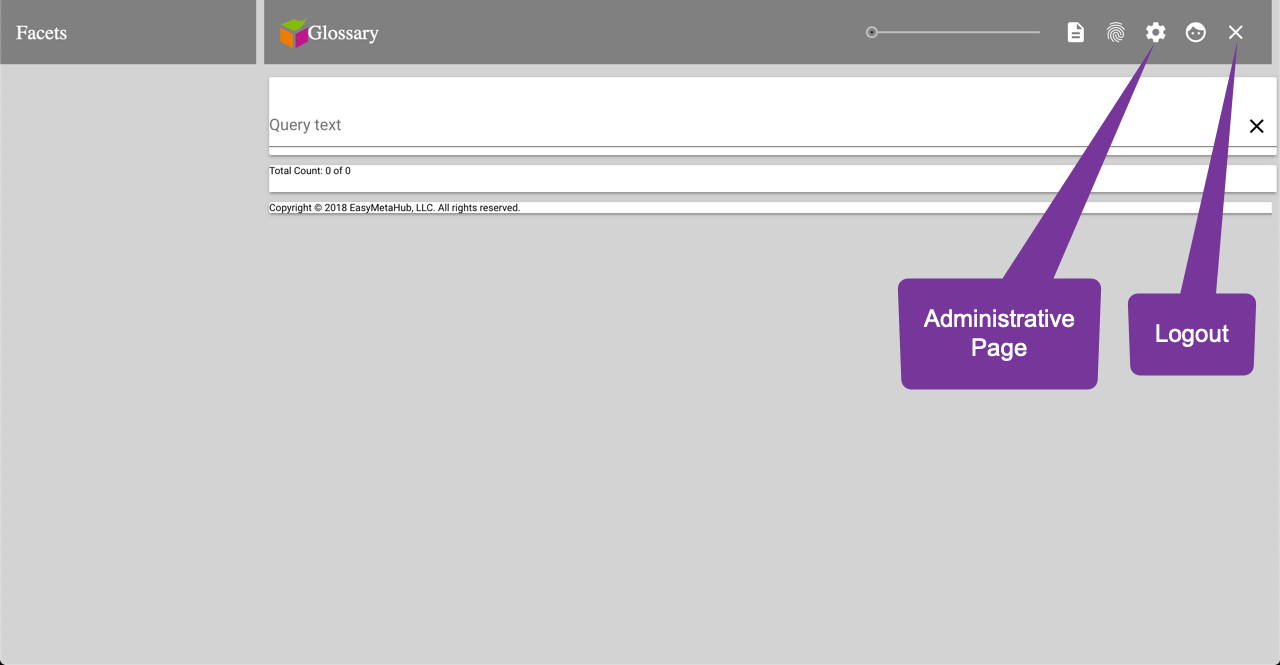 Facets
Glossary
Query text
Total Count: 0 of 0
Copyright © 2018 EasyMetaHub, LLC. All rights reserved.
Administrative
Page
Logout